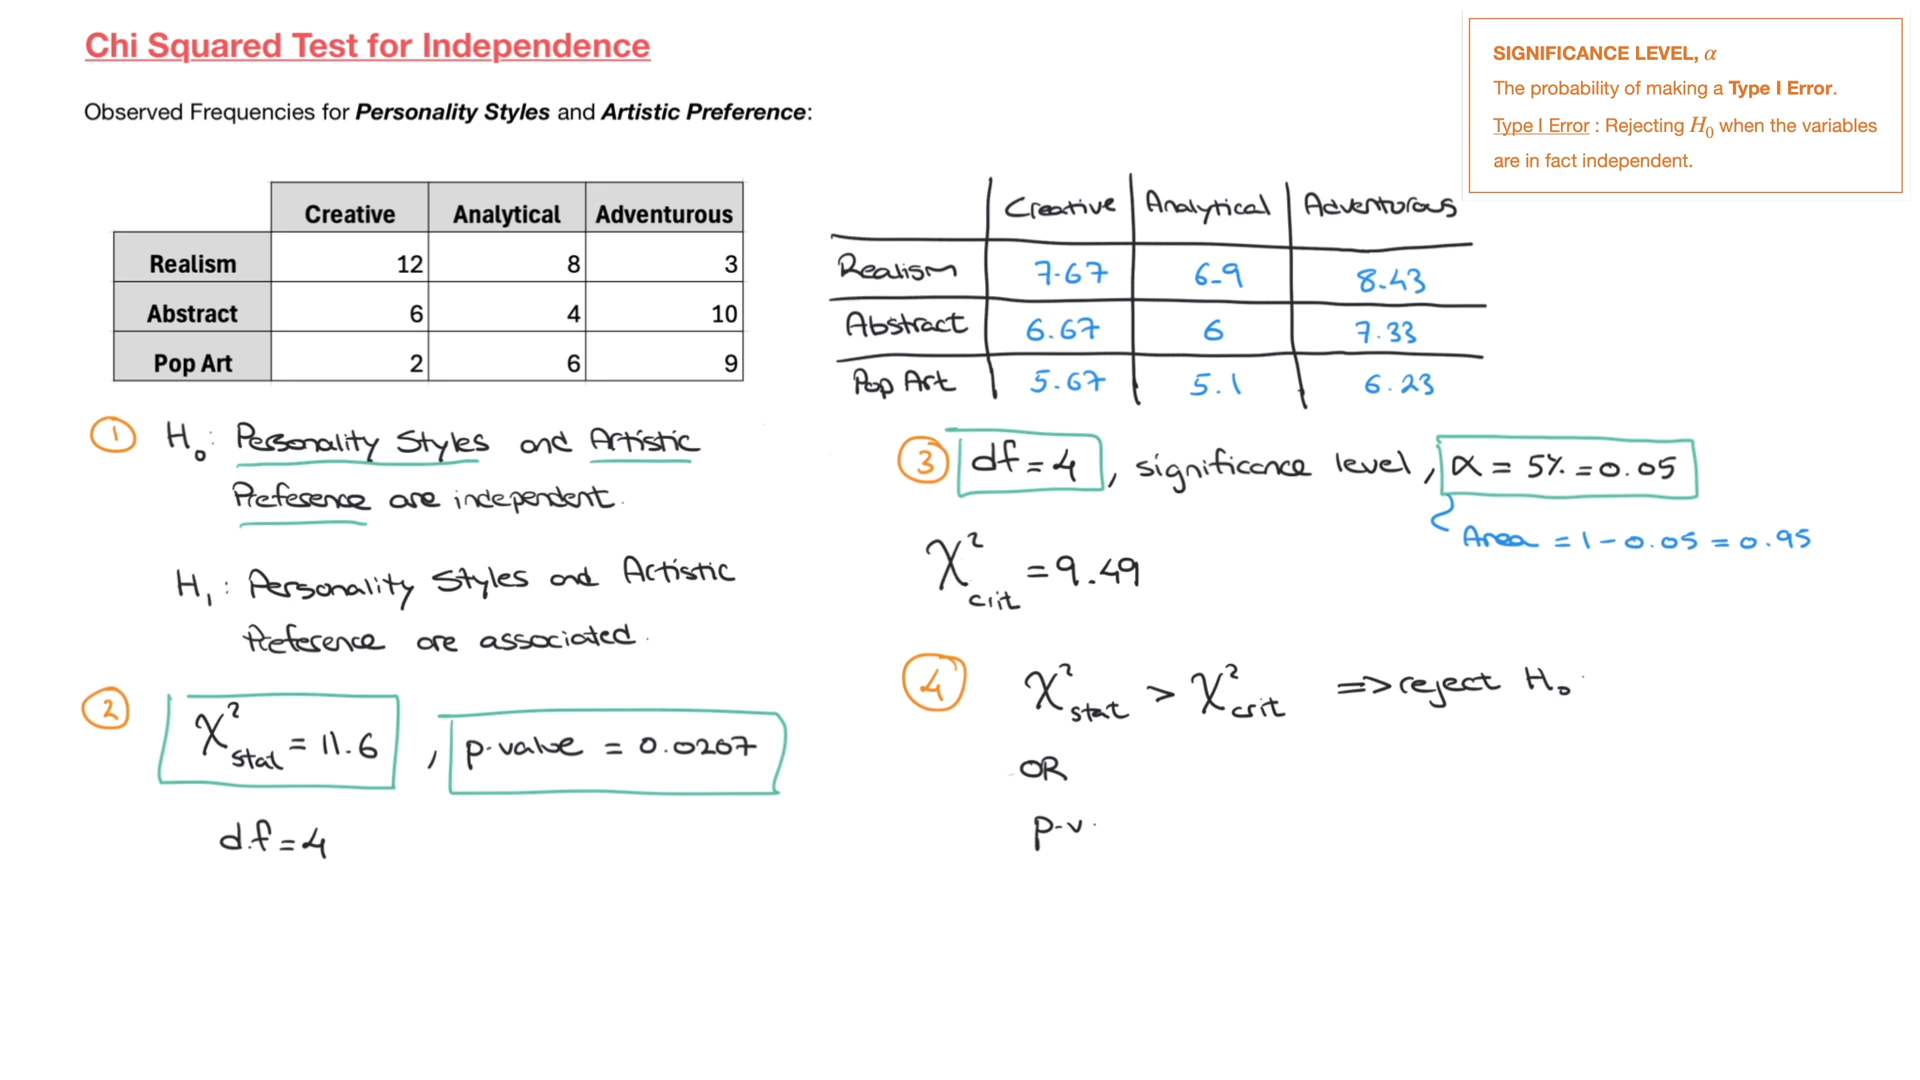 Chi Squared Test for Independence
SIGNIFICANCE LEVEL, α
The probability of making a Type I Error.
Type I Error : Rejecting H₀ when the variables
are in fact independent.
Observed Frequencies for Personality Styles and Artistic Preference:
Creative Analytical Adventurous
Realism 12 8 3
Abstract 6 4 10
Pop Art 2 6 9
Creative Analytical Adventurous
Realism 7.67 6.9 8.43
Abstract 6.67 6 7.33
Pop Art 5.67 5.1 6.23
① H₀: Personality Styles and Artistic
Preference are independent.
H₁: Personality Styles and Artistic
Preference are associated.
② χ²stat = 11.6, p-value = 0.0207
d.f = 4
③ df = 4, significance level, α = 5% = 0.05
Area = 1 - 0.05 = 0.95
χ²crit = 9.49
④ χ²stat > χ²crit => reject H₀.
OR
p-v